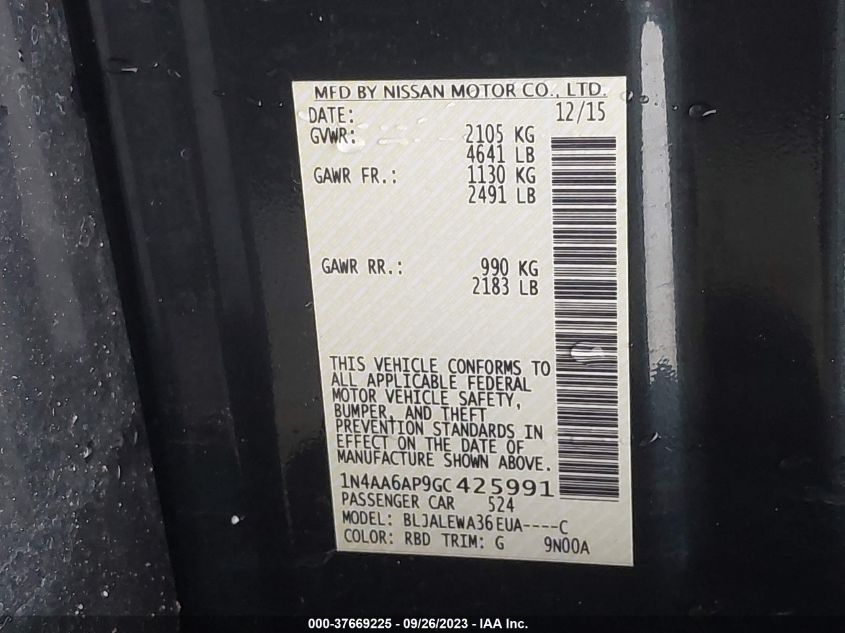 MFD BY NISSAN MOTOR CO., LTD.
DATE: 12/15
GVWR: 2105 KG
4641 LB
GAWR FR.: 1130 KG
2491 LB
GAWR RR.: 990 KG
2183 LB
THIS VEHICLE CONFORMS TO
ALL APPLICABLE FEDERAL
MOTOR VEHICLE SAFETY,
BUMPER, AND THEFT
PREVENTION STANDARDS IN
EFFECT ON THE DATE OF
MANUFACTURE SHOWN ABOVE.
1N4AA6AP9GC425991
PASSENGER CAR 524
MODEL: BLJALEWA36EUA----C
COLOR: RBD TRIM: G 9N00A
000-37669225 - 09/26/2023 - IAA Inc.